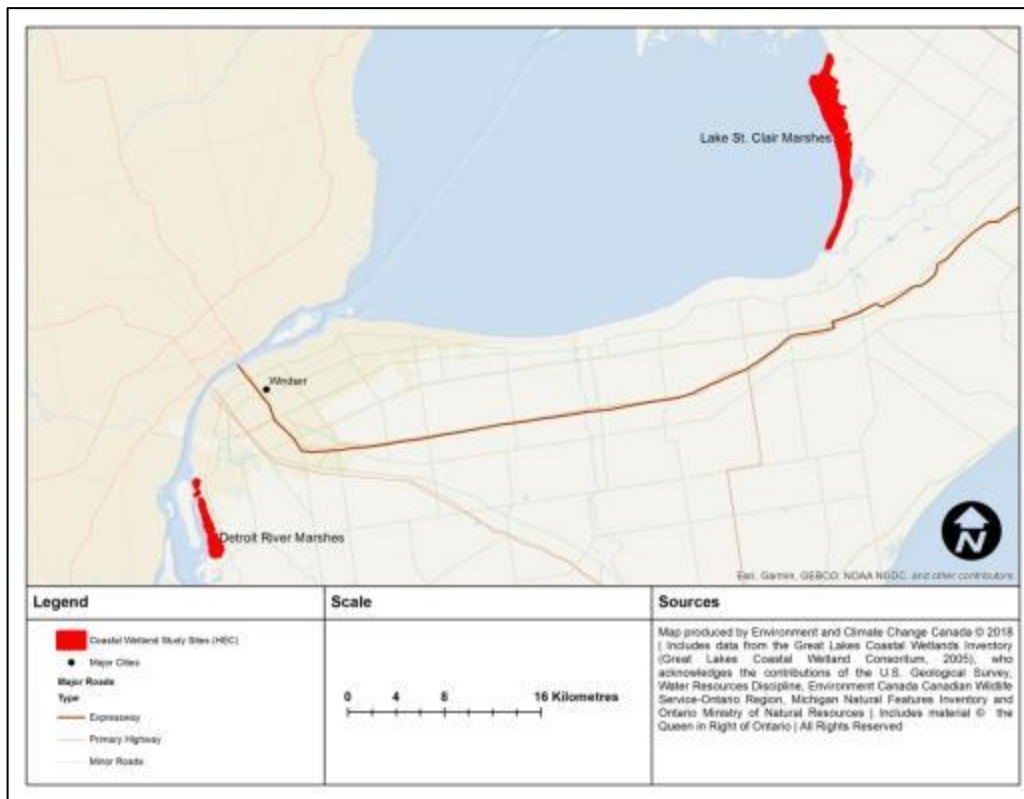 Lake St. Clair Marshes
Windser
Detroit River Marshes
N
Esri, Garmin, GEBCO, NOAA NGDC, and other contributors
Legend
Coastal Wetland Study Sites (HEC)
Major Cities
Major Roads
Type
Expressway
Primary Highway
Minor Roads
Scale
0 4 8 16 Kilometres
Sources
Map produced by Environment and Climate Change Canada © 2018
| Includes data from the Great Lakes Coastal Wetlands Inventory
(Great Lakes Coastal Wetland Consortium, 2005), who
acknowledges the contributions of the U.S. Geological Survey,
Water Resources Discipline, Environment Canada Canadian Wildlife
Service-Ontario Region, Michigan Natural Features Inventory and
Ontario Ministry of Natural Resources | Includes material © the
Queen in Right of Ontario | All Rights Reserved